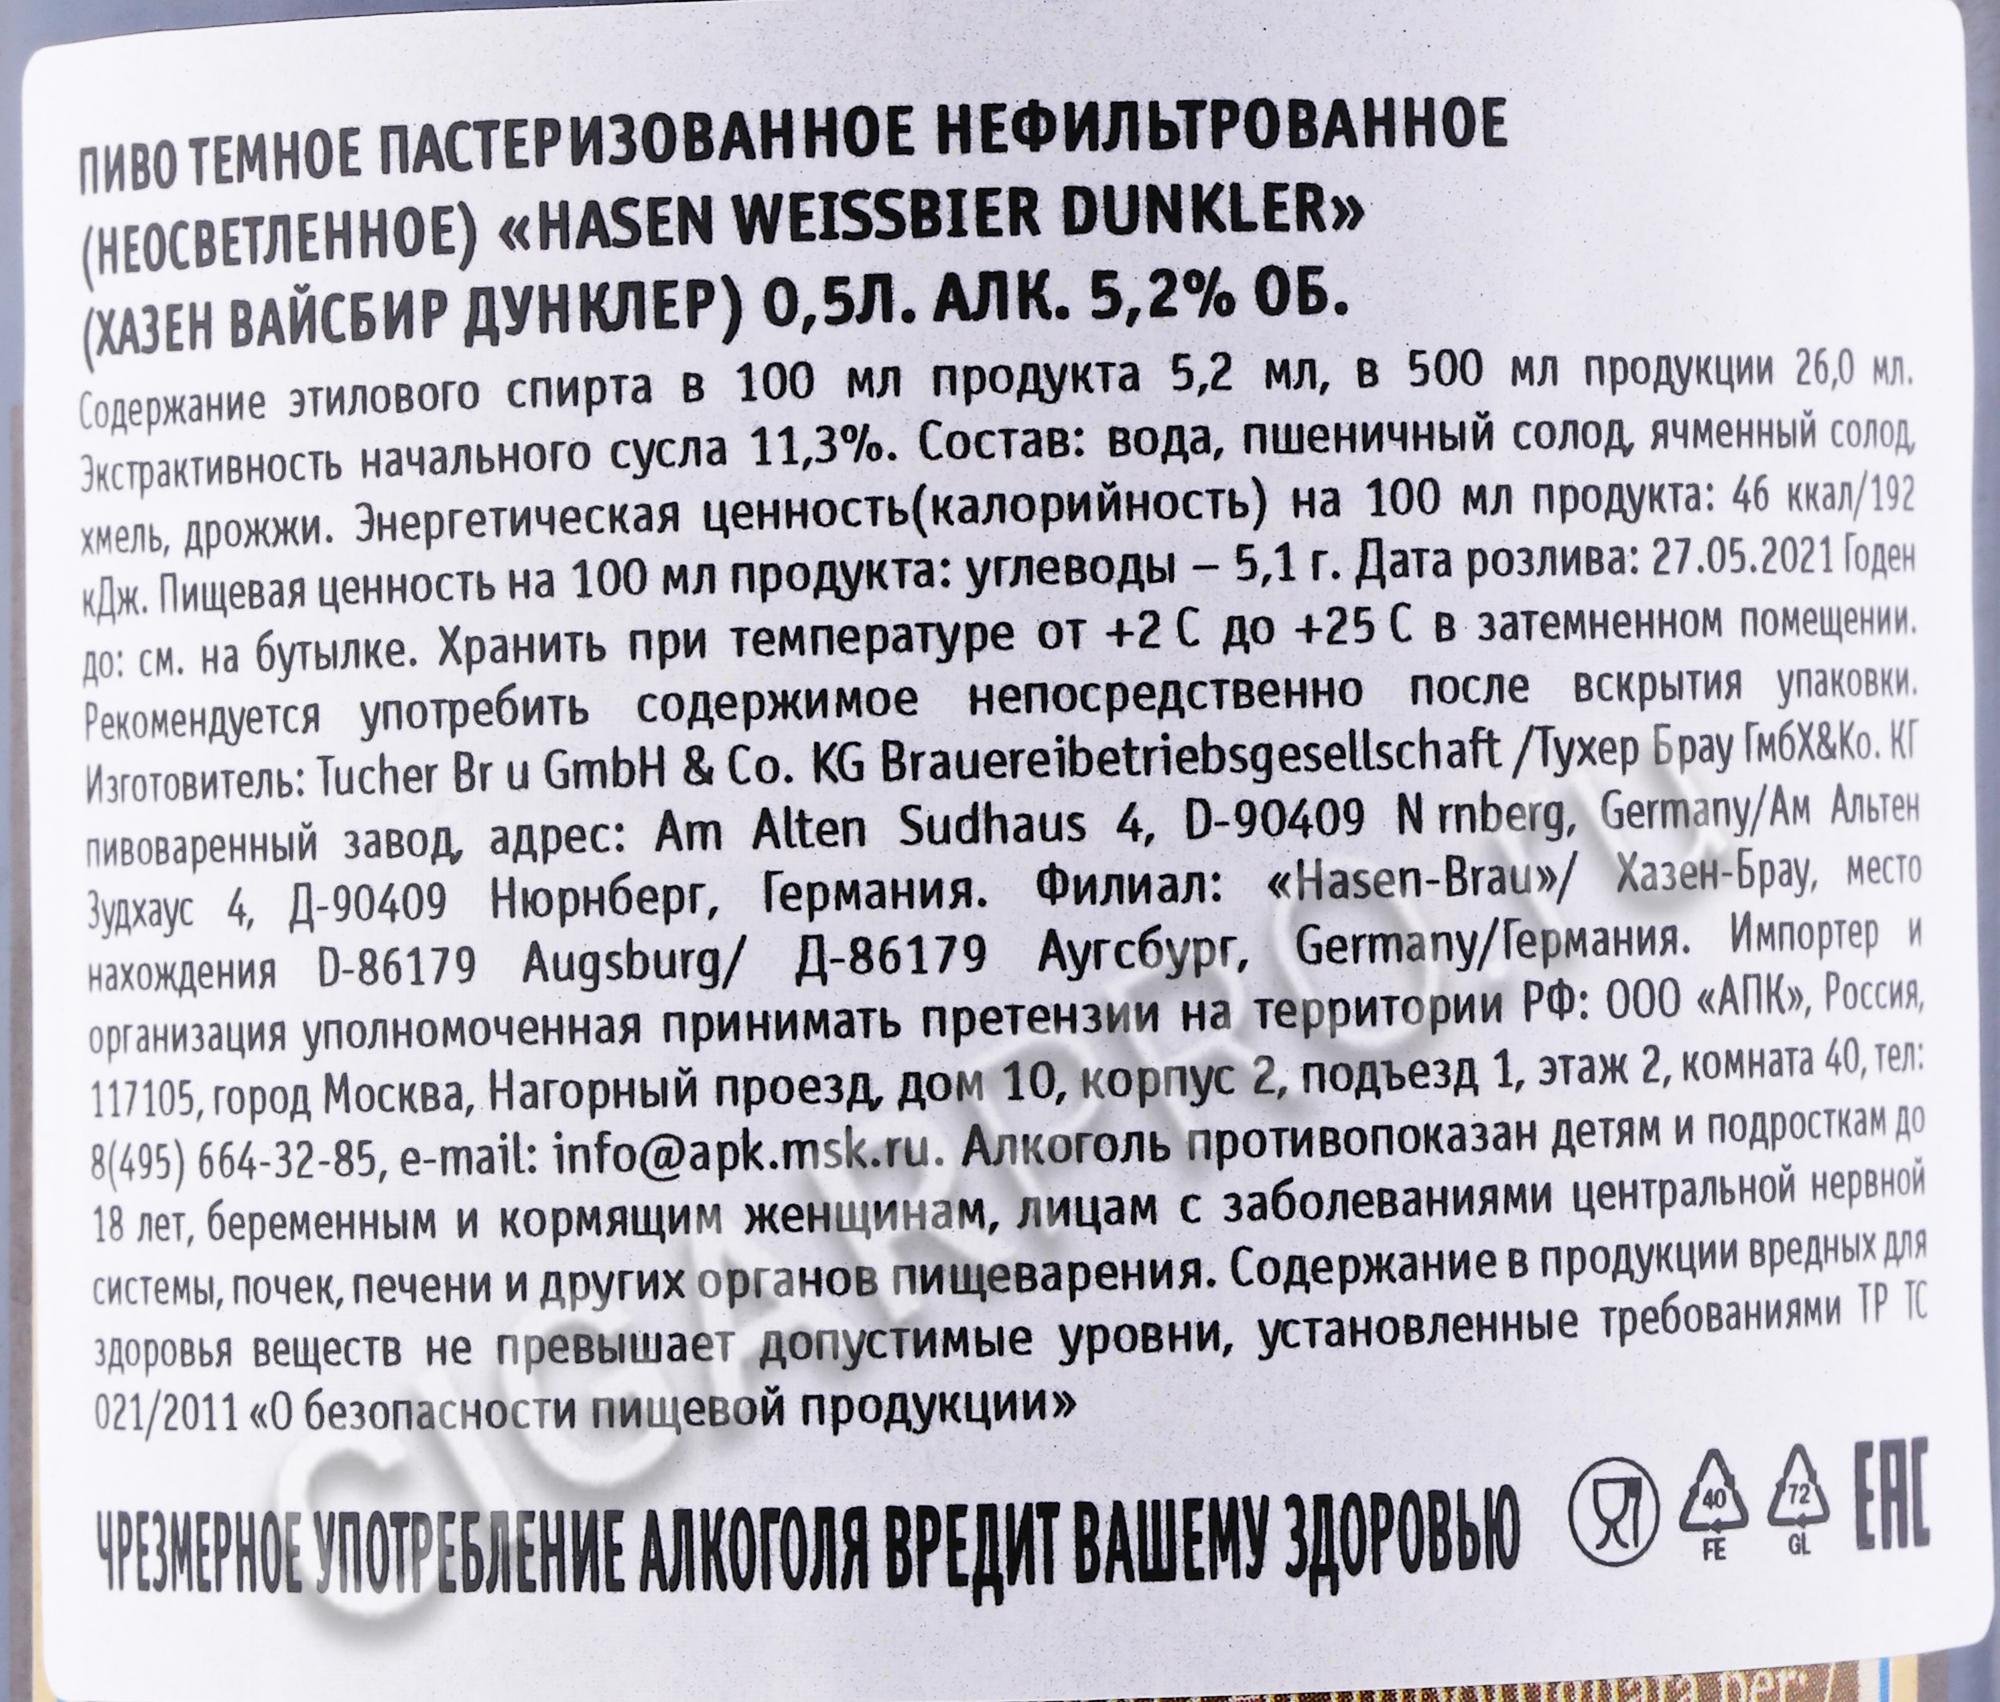 ПИВО ТЕМНОЕ ПАСТЕРИЗОВАННОЕ НЕФИЛЬТРОВАННОЕ
(НЕОСВЕТЛЕННОЕ) «HASEN WEISSBIER DUNKLER»
(ХАЗЕН ВАЙСБИР ДУНКЛЕР) 0,5Л. АЛК. 5,2% ОБ.
Содержание этилового спирта в 100 мл продукта 5,2 мл, в 500 мл продукции 26,0 мл.
Экстрактивность начального сусла 11,3%. Состав: вода, пшеничный солод, ячменный солод,
хмель, дрожжи. Энергетическая ценность(калорийность) на 100 мл продукта: 46 ккал/192
кДж. Пищевая ценность на 100 мл продукта: углеводы – 5,1 г. Дата розлива: 27.05.2021 Годен
до: см. на бутылке. Хранить при температуре от +2 С до +25 С в затемненном помещении.
Рекомендуется употребить содержимое непосредственно после вскрытия упаковки.
Изготовитель: Tucher Br u GmbH & Co. KG Brauereibetriebsgesellschaft /Тухер Брау ГмбХ&Ко. КГ
пивоваренный завод, адрес: Am Alten Sudhaus 4, D-90409 N rnberg, Germany/Ам Альтен
Зудхаус 4, Д-90409 Нюрнберг, Германия. Филиал: «Hasen-Brau»/ Хазен-Брау, место
нахождения D-86179 Augsburg/ Д-86179 Аугсбург, Germany/Германия. Импортер и
организация уполномоченная принимать претензии на территории РФ: ООО «АПК», Россия,
117105, город Москва, Нагорный проезд, дом 10, корпус 2, подъезд 1, этаж 2, комната 40, тел:
8(495) 664-32-85, e-mail: info@apk.msk.ru. Алкоголь противопоказан детям и подросткам до
18 лет, беременным и кормящим женщинам, лицам с заболеваниями центральной нервной
системы, почек, печени и других органов пищеварения. Содержание в продукции вредных для
здоровья веществ не превышает допустимые уровни, установленные требованиями ТР ТС
021/2011 «О безопасности пищевой продукции»
ЧРЕЗМЕРНОЕ УПОТРЕБЛЕНИЕ АЛКОГОЛЯ ВРЕДИТ ВАШЕМУ ЗДОРОВЬЮ
40 FE 72 GL EAC
CIGARPRO.ru